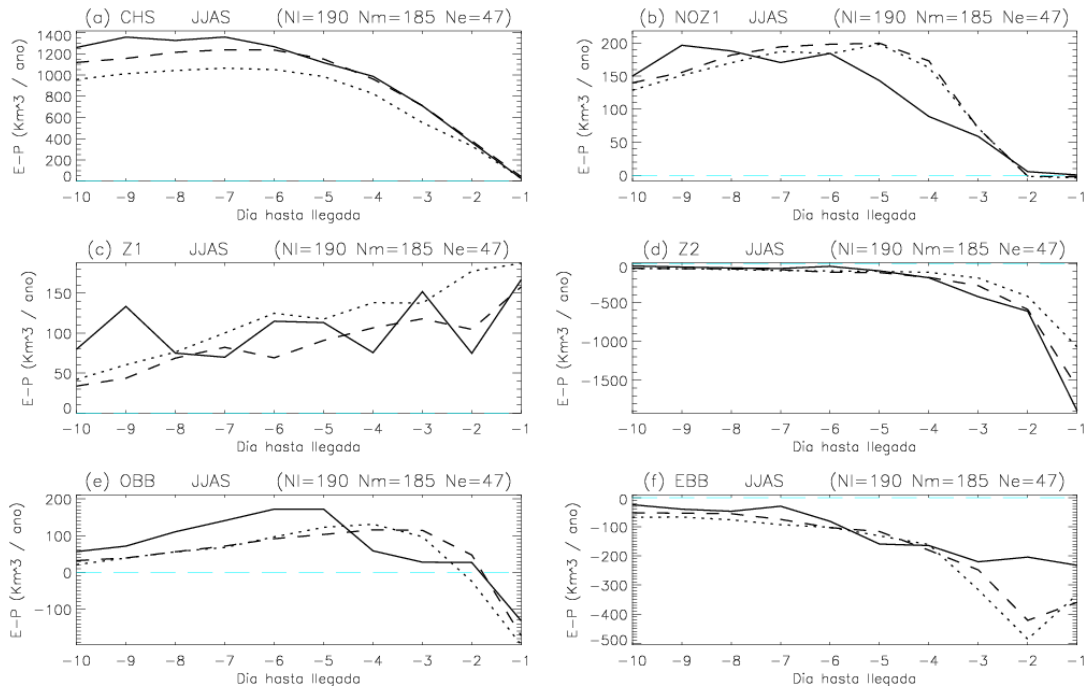 (a) CHS JJAS (Nl=190 Nm=185 Ne=47)
E-P (Km^3 / ano)
1400
1200
1000
800
600
400
200
0
-10 -9 -8 -7 -6 -5 -4 -3 -2 -1
Dia hasta llegada
(b) NOZ1 JJAS (Nl=190 Nm=185 Ne=47)
E-P (Km^3 / ano)
200
150
100
50
0
-10 -9 -8 -7 -6 -5 -4 -3 -2 -1
Dia hasta llegada
(c) Z1 JJAS (Nl=190 Nm=185 Ne=47)
E-P (Km^3 / ano)
150
100
50
0
-10 -9 -8 -7 -6 -5 -4 -3 -2 -1
Dia hasta llegada
(d) Z2 JJAS (Nl=190 Nm=185 Ne=47)
E-P (Km^3 / ano)
0
-500
-1000
-1500
-10 -9 -8 -7 -6 -5 -4 -3 -2 -1
Dia hasta llegada
(e) OBB JJAS (Nl=190 Nm=185 Ne=47)
E-P (Km^3 / ano)
200
100
0
-100
-10 -9 -8 -7 -6 -5 -4 -3 -2 -1
Dia hasta llegada
(f) EBB JJAS (Nl=190 Nm=185 Ne=47)
E-P (Km^3 / ano)
0
-100
-200
-300
-400
-500
-10 -9 -8 -7 -6 -5 -4 -3 -2 -1
Dia hasta llegada